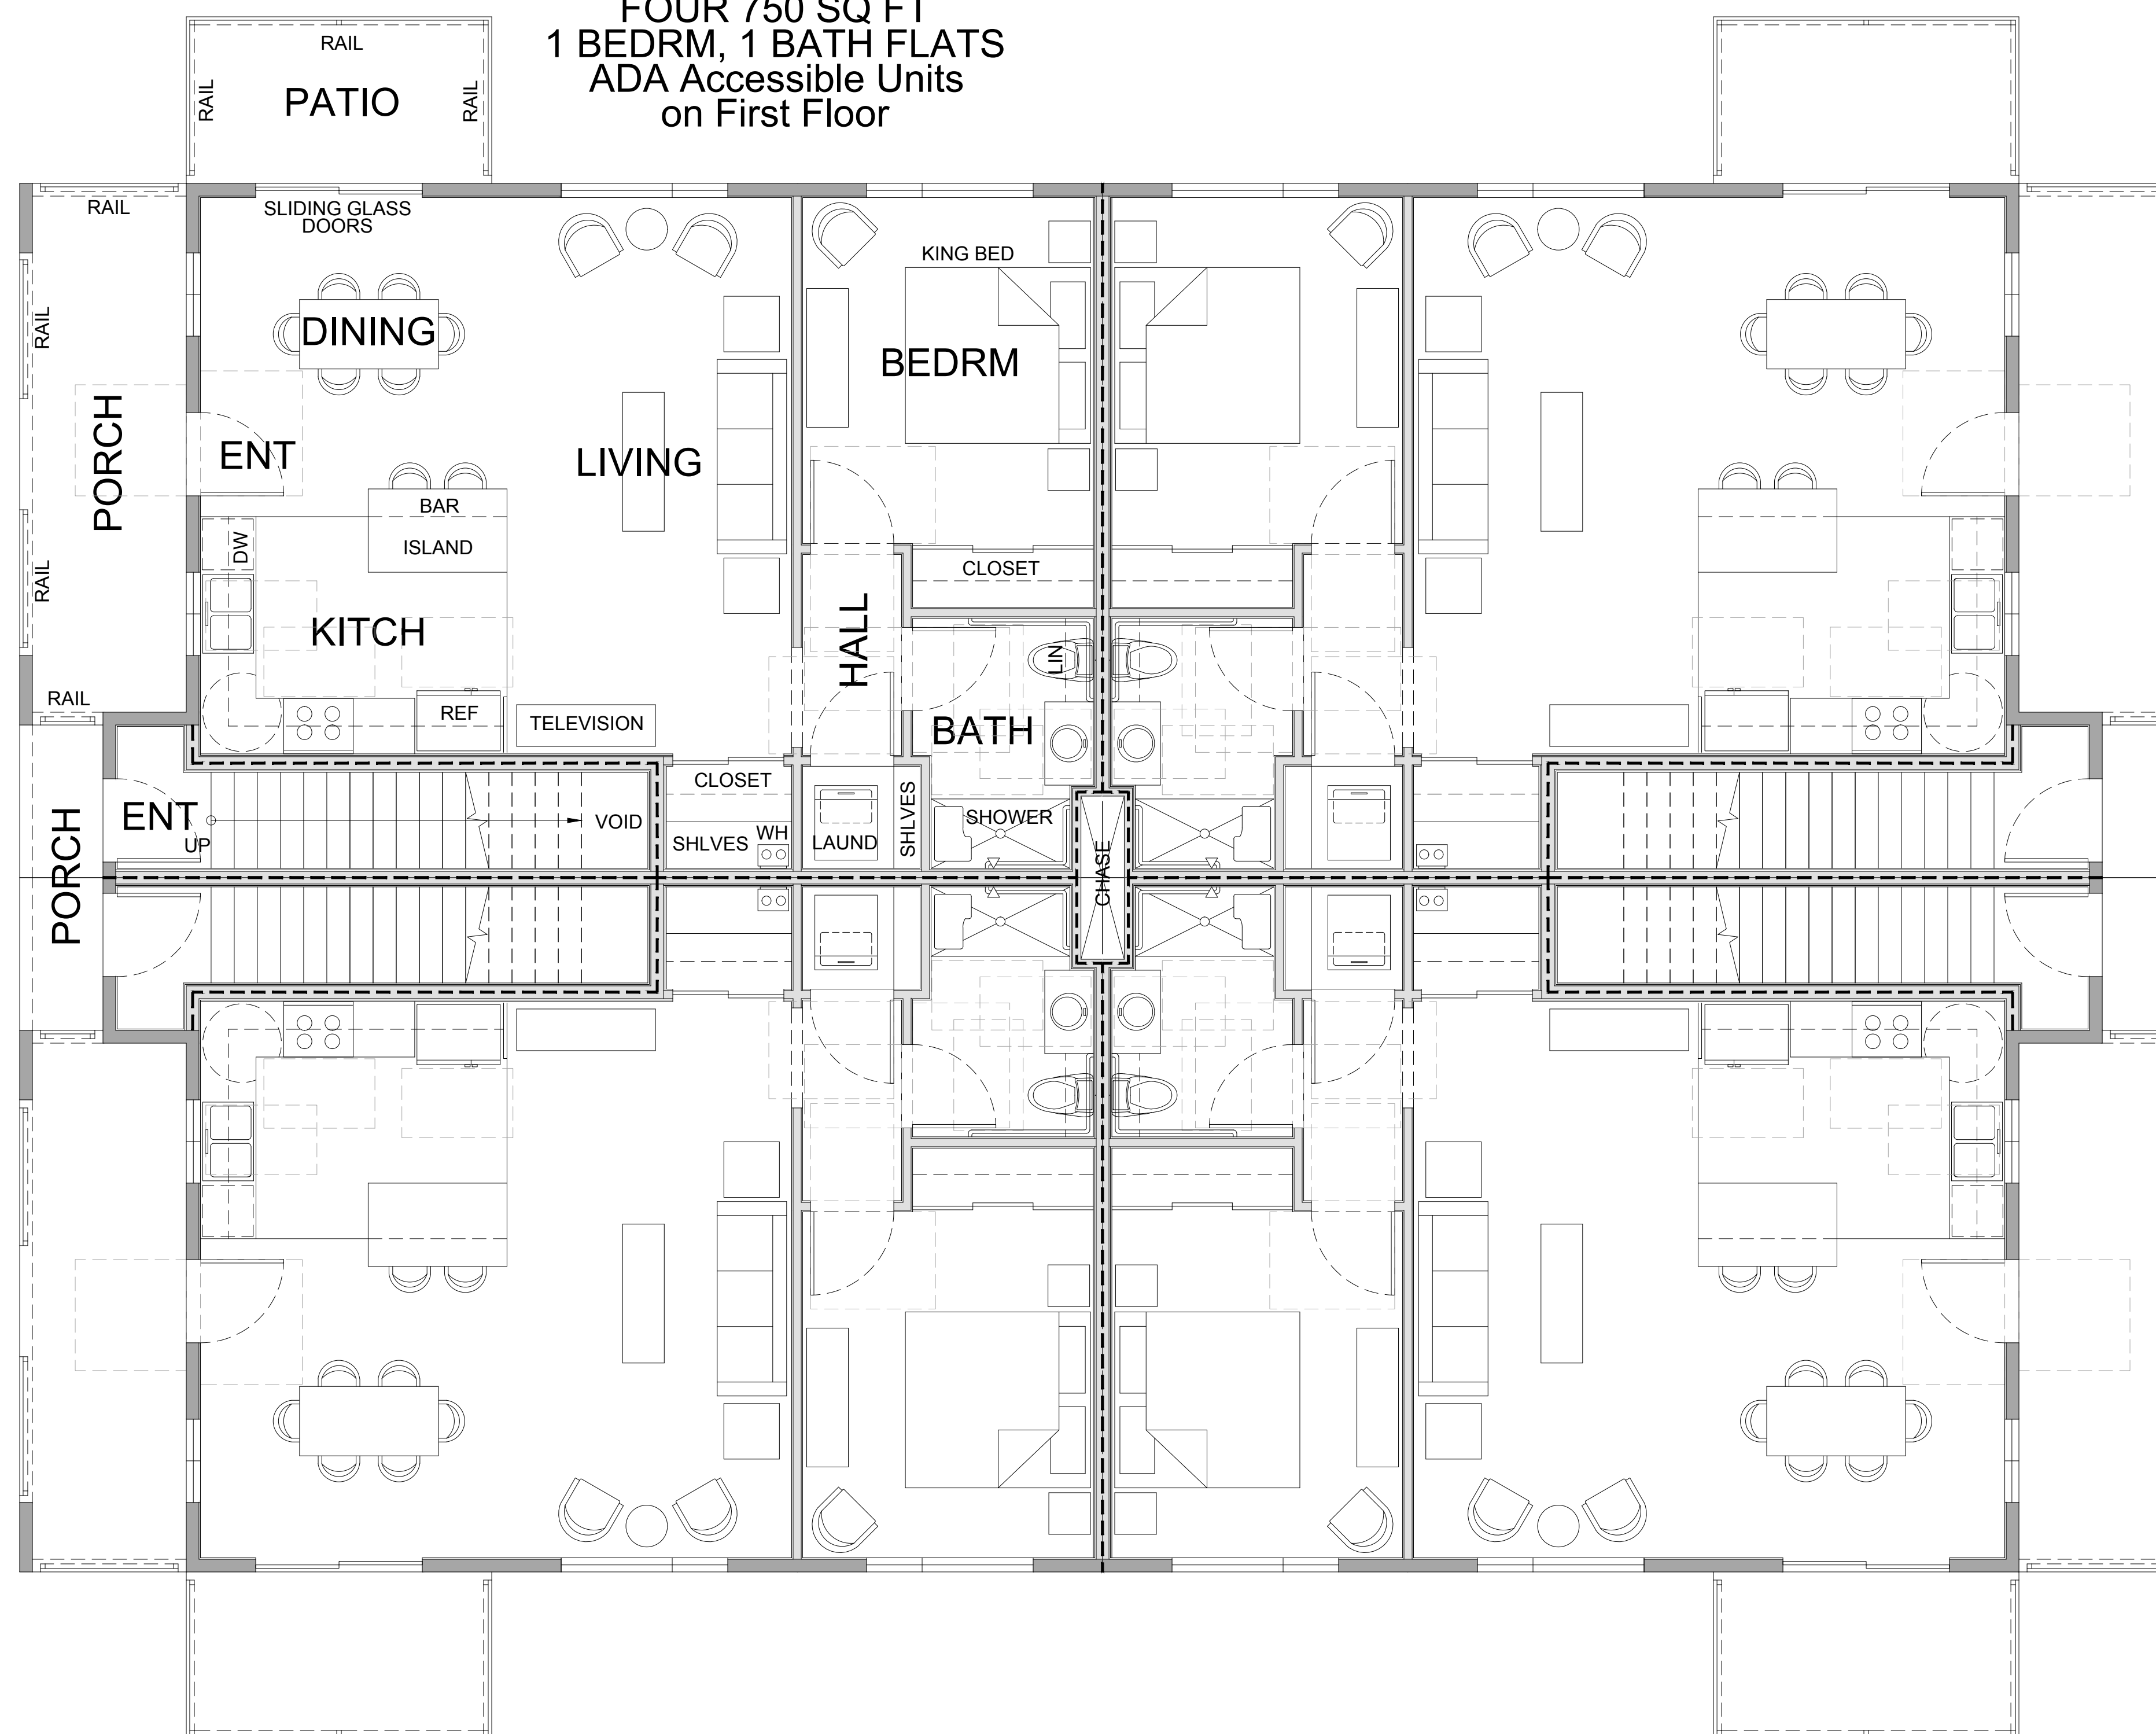 FOUR 750 SQ FT
1 BEDRM, 1 BATH FLATS
ADA Accessible Units
on First Floor
RAIL
RAIL
PATIO
RAIL
RAIL
SLIDING GLASS
DOORS
KING BED
RAIL
DINING
BEDRM
PORCH
ENT
LIVING
BAR
DW
ISLAND
CLOSET
RAIL
KITCH
HALL
LIN
RAIL
REF
TELEVISION
BATH
CLOSET
ENT
UP
VOID
SHLVES
WH
LAUND
SHLVES
SHOWER
PORCH
CHASE